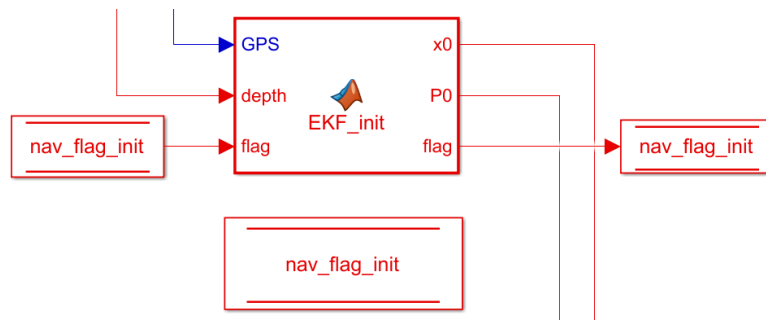 GPS
x0
depth
P0
EKF_init
nav_flag_init
flag
flag
nav_flag_init
nav_flag_init